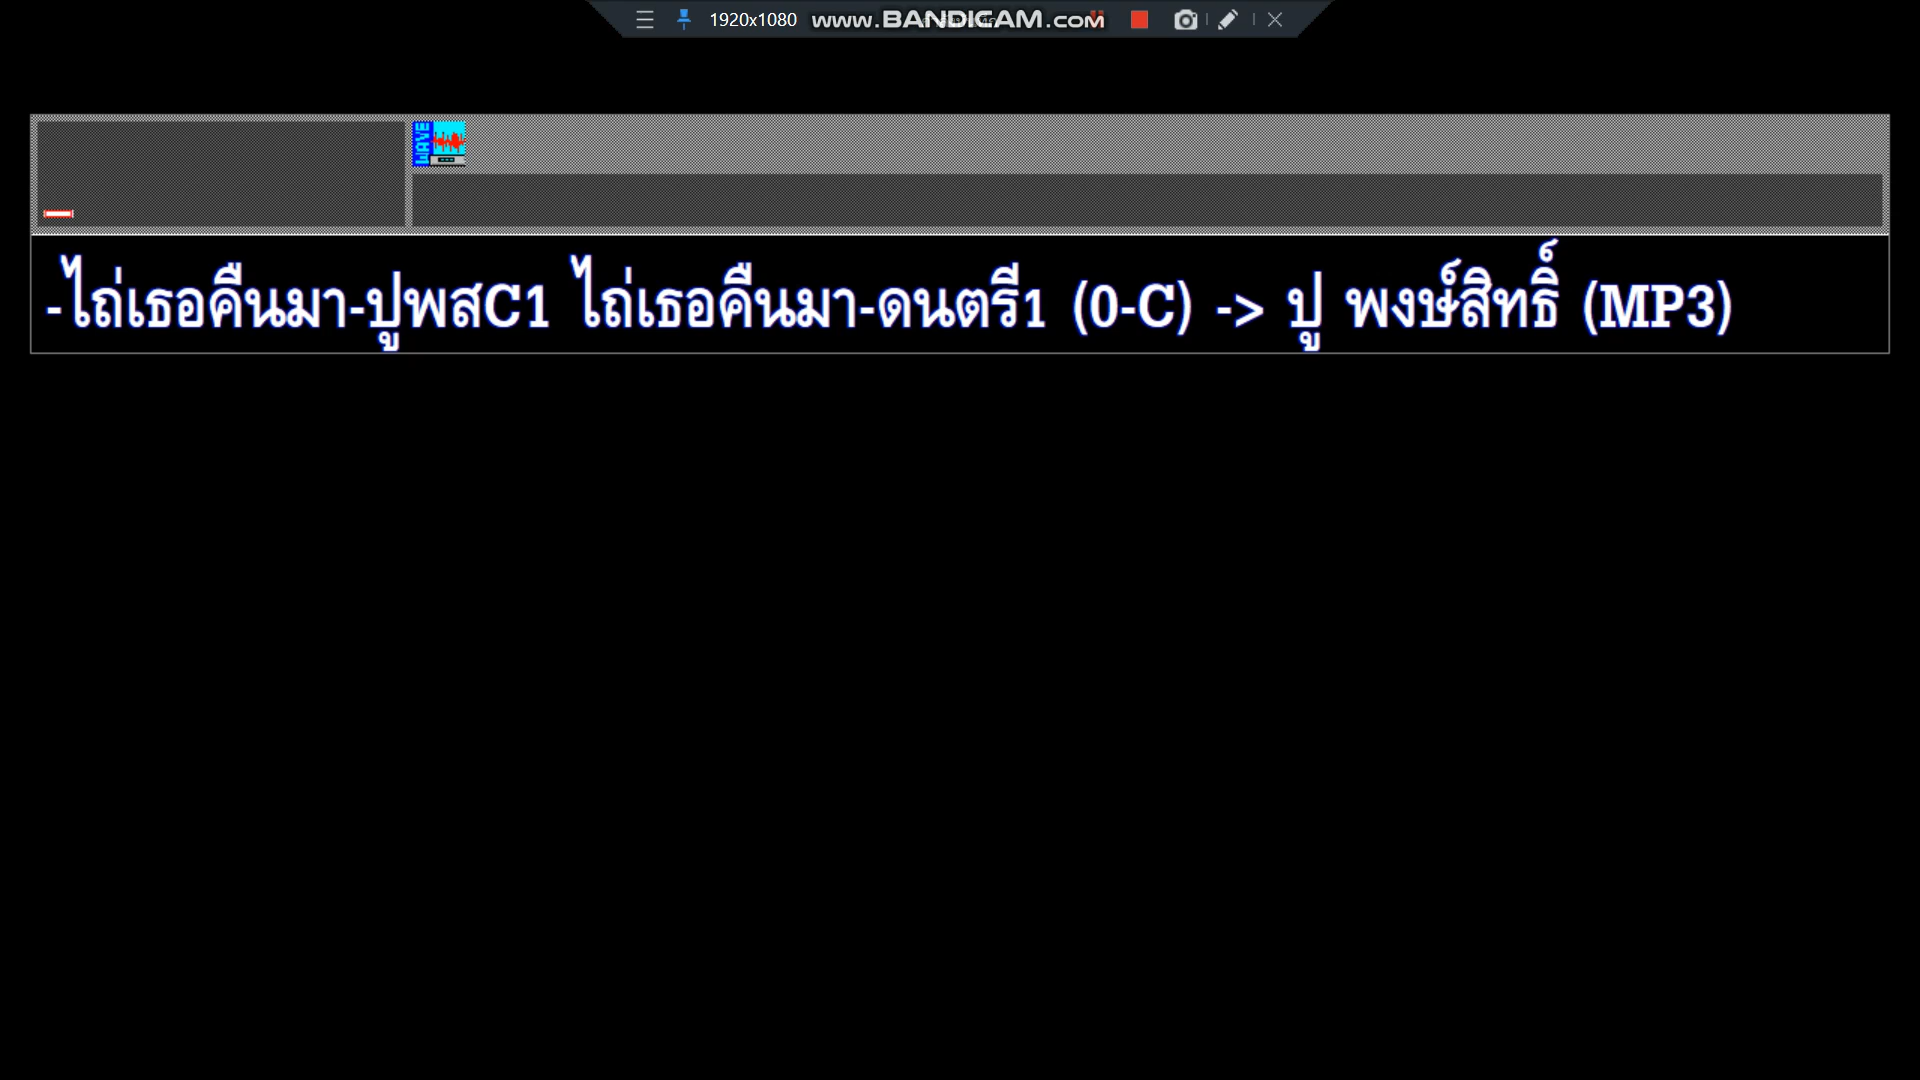 1920x1080 www.BANDICAM.com
WAVE
-ไถ่เธอคืนมา-ปูพสC1 ไถ่เธอคืนมา-ดนตรี1 (0-C) -> ปู พงษ์สิทธิ์ (MP3)